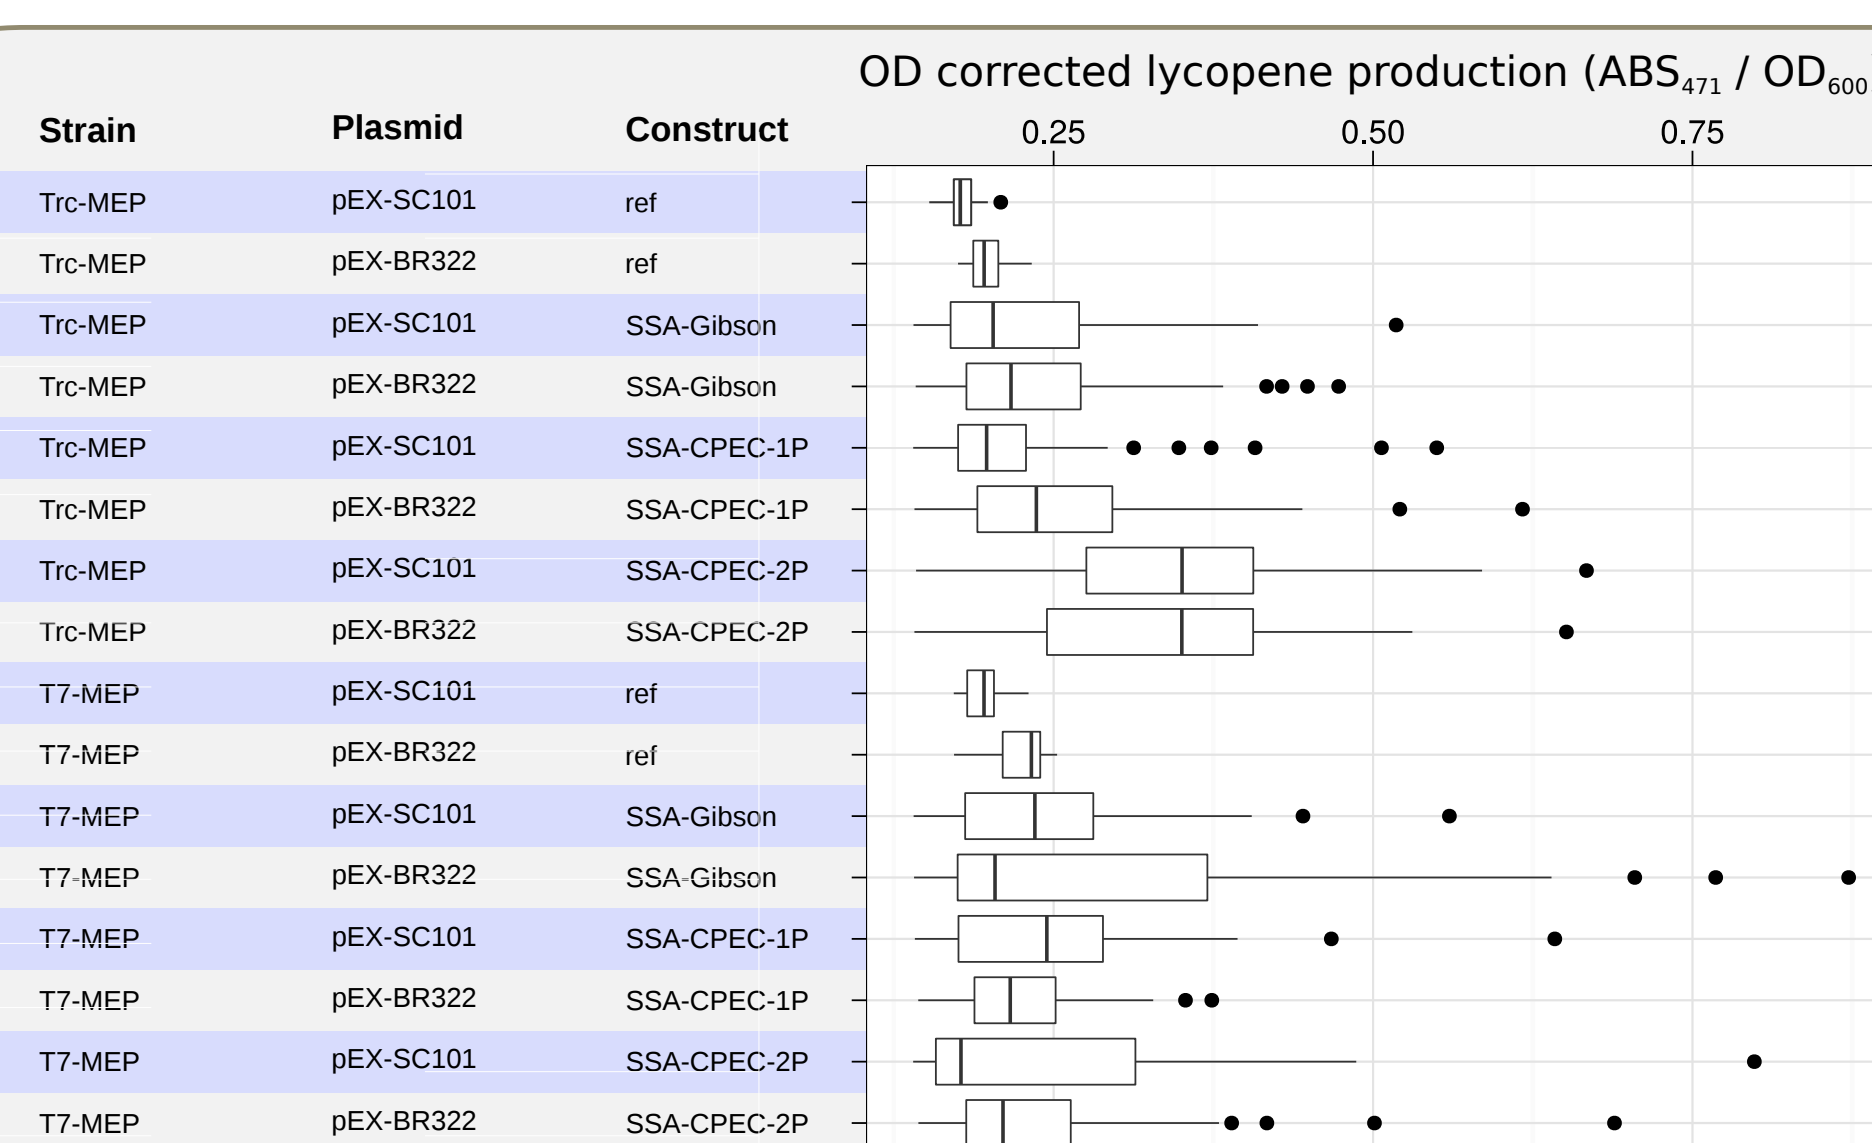 OD corrected lycopene production (ABS471 / OD600)
Strain Plasmid Construct 0.25 0.50 0.75
Trc-MEP pEX-SC101 ref
Trc-MEP pEX-BR322 ref
Trc-MEP pEX-SC101 SSA-Gibson
Trc-MEP pEX-BR322 SSA-Gibson
Trc-MEP pEX-SC101 SSA-CPEC-1P
Trc-MEP pEX-BR322 SSA-CPEC-1P
Trc-MEP pEX-SC101 SSA-CPEC-2P
Trc-MEP pEX-BR322 SSA-CPEC-2P
T7-MEP pEX-SC101 ref
T7-MEP pEX-BR322 ref
T7-MEP pEX-SC101 SSA-Gibson
T7-MEP pEX-BR322 SSA-Gibson
T7-MEP pEX-SC101 SSA-CPEC-1P
T7-MEP pEX-BR322 SSA-CPEC-1P
T7-MEP pEX-SC101 SSA-CPEC-2P
T7-MEP pEX-BR322 SSA-CPEC-2P